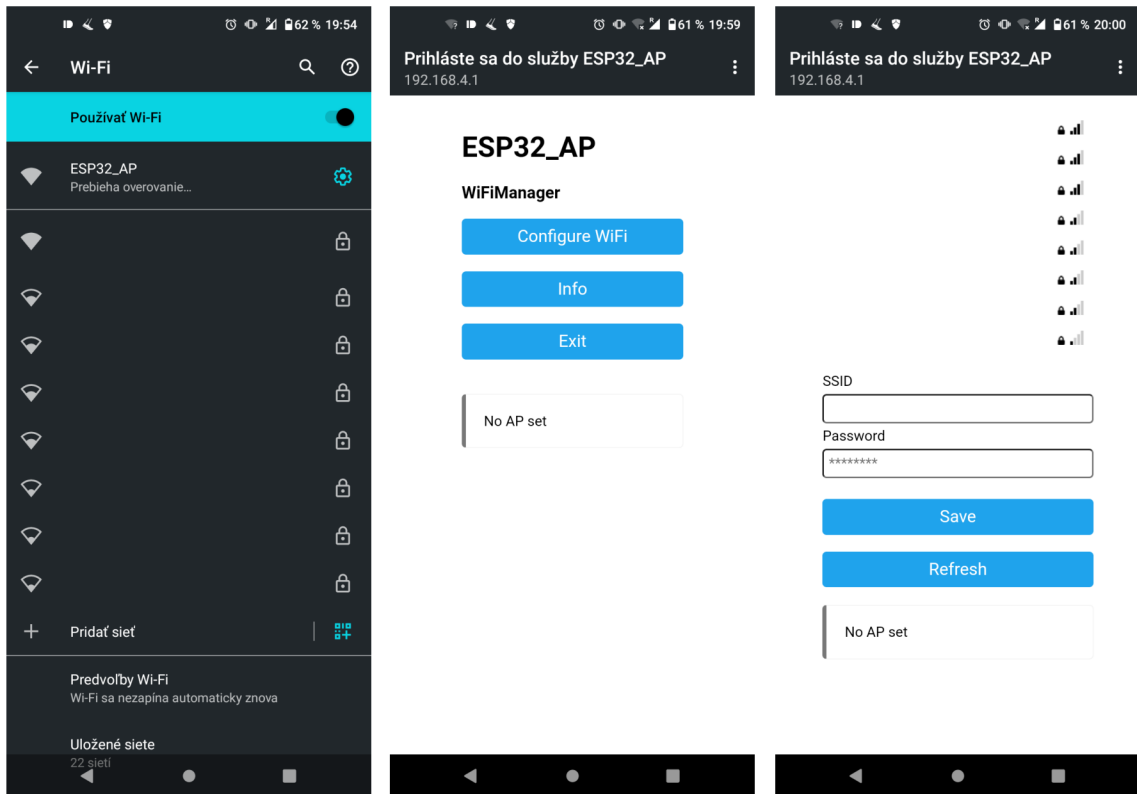 62 % 19:54
Wi-Fi
Používať Wi-Fi
ESP32_AP
Prebieha overovanie…
Pridať sieť
Predvoľby Wi-Fi
Wi-Fi sa nezapína automaticky znova
Uložené siete
22 sietí
61 % 19:59
Prihláste sa do služby ESP32_AP
192.168.4.1
ESP32_AP
WiFiManager
Configure WiFi
Info
Exit
No AP set
61 % 20:00
Prihláste sa do služby ESP32_AP
192.168.4.1
SSID
Password
********
Save
Refresh
No AP set